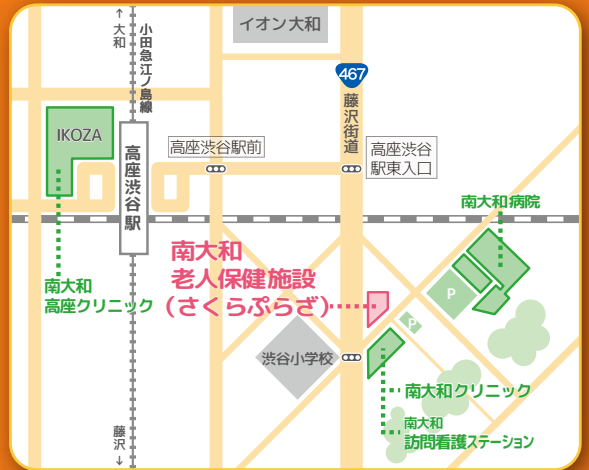 ↑
大和
小田急江ノ島線
イオン大和
467
藤沢街道
IKOZA
高座渋谷駅
高座渋谷駅前
高座渋谷
駅東入口
南大和病院
南大和
高座クリニック
南大和
老人保健施設
（さくらぷらざ）
P
P
渋谷小学校
南大和クリニック
南大和
訪問看護ステーション
藤沢
↓